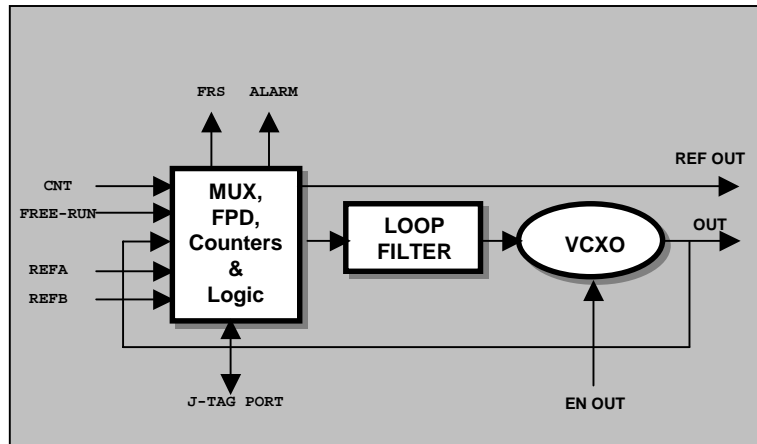 FRS ALARM
REF OUT
CNT
FREE-RUN
REFA
REFB
MUX,
FPD,
Counters
&
Logic
LOOP
FILTER
VCXO
OUT
J-TAG PORT
EN OUT